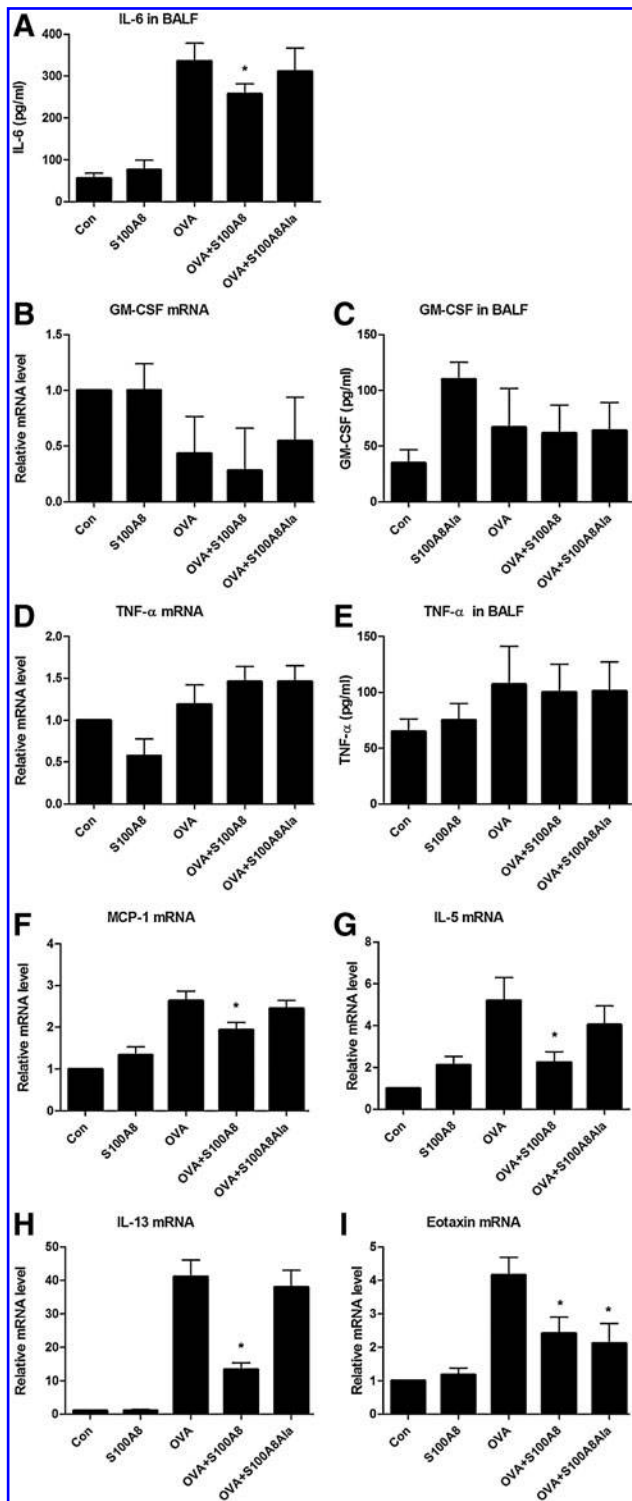 A
IL-6 in BALF
IL-6 (pg/ml)
400
300
200
100
0
*
Con
S100A8
OVA
OVA+S100A8
OVA+S100A8Ala
B
GM-CSF mRNA
Relative mRNA level
1.5
1.0
0.5
0.0
Con
S100A8
OVA
OVA+S100A8
OVA+S100A8Ala
C
GM-CSF in BALF
GM-CSF (pg/ml)
150
100
50
0
Con
S100A8Ala
OVA
OVA+S100A8
OVA+S100A8Ala
D
TNF-α mRNA
Relative mRNA level
2.0
1.5
1.0
0.5
0.0
Con
S100A8
OVA
OVA+S100A8
OVA+S100A8Ala
E
TNF-α in BALF
TNF-α (pg/ml)
150
100
50
0
Con
S100A8
OVA
OVA+S100A8
OVA+S100A8Ala
F
MCP-1 mRNA
Relative mRNA level
4
3
2
1
0
*
Con
S100A8
OVA
OVA+S100A8
OVA+S100A8Ala
G
IL-5 mRNA
Relative mRNA level
8
6
4
2
0
*
Con
S100A8
OVA
OVA+S100A8
OVA+S100A8Ala
H
IL-13 mRNA
Relative mRNA level
50
40
30
20
10
0
*
Con
S100A8
OVA
OVA+S100A8
OVA+S100A8Ala
I
Eotaxin mRNA
Relative mRNA level
5
4
3
2
1
0
*
*
Con
S100A8
OVA
OVA+S100A8
OVA+S100A8Ala